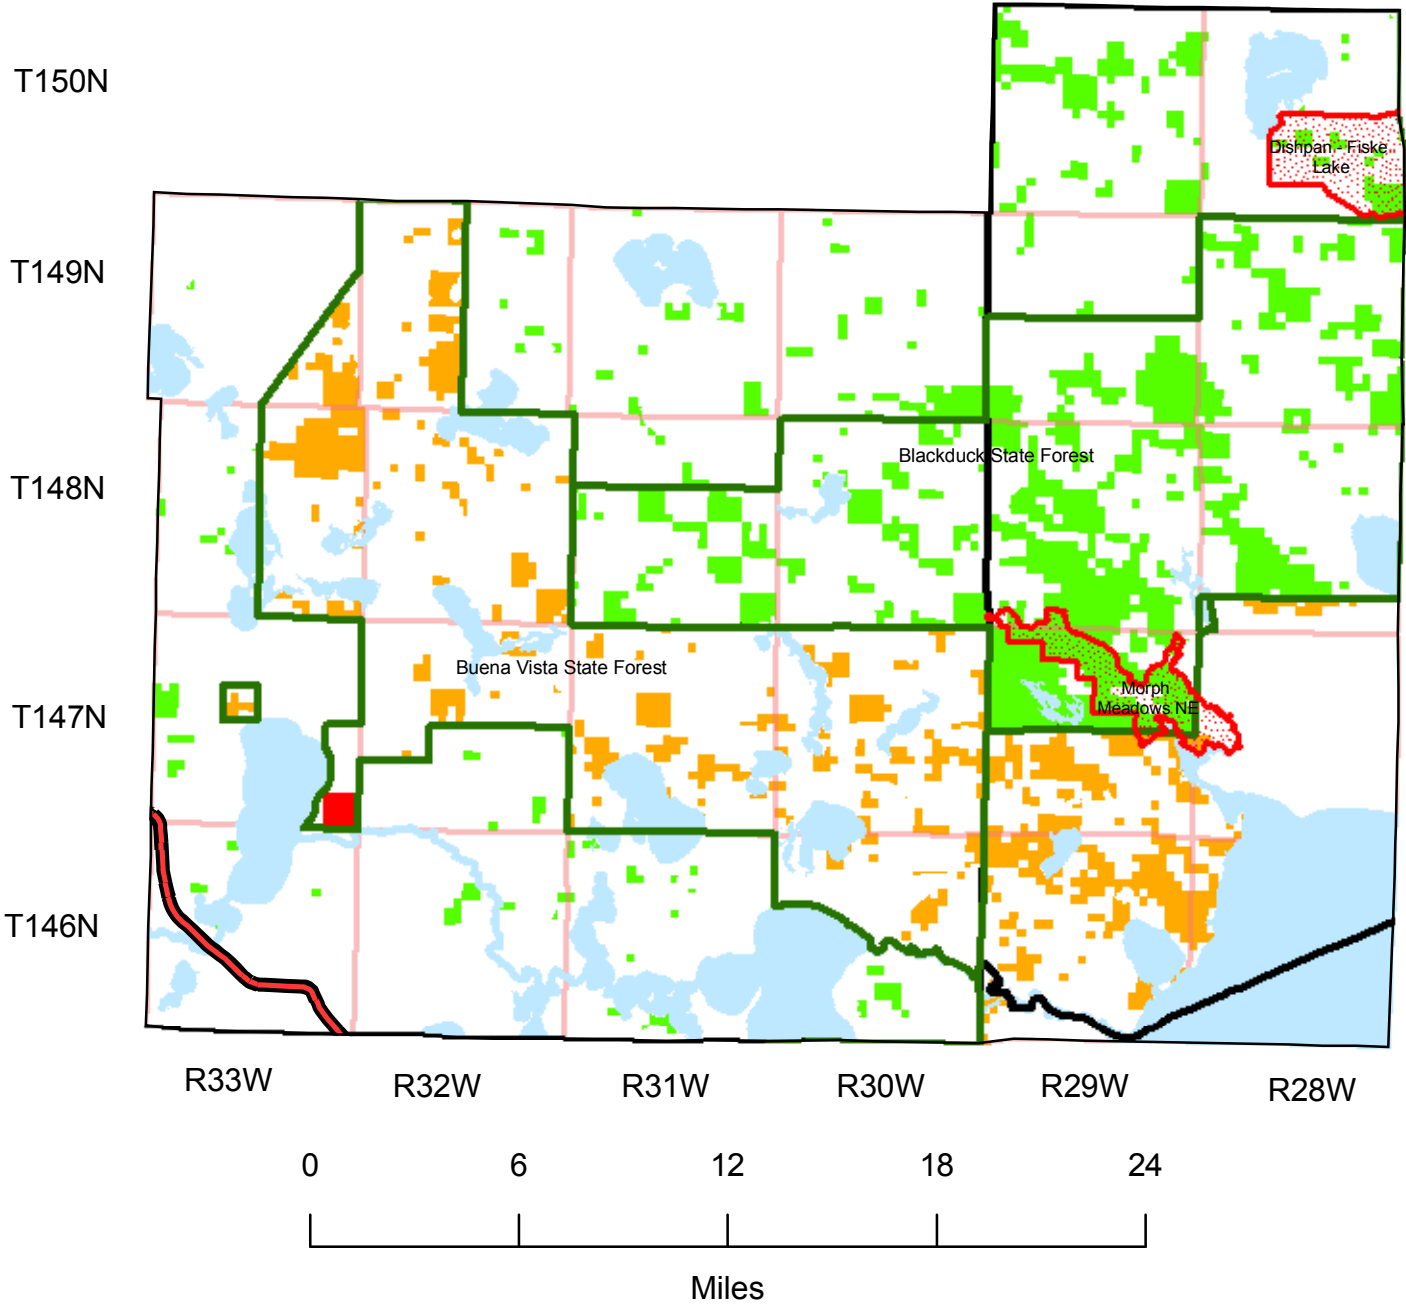 T150N
Dishpan - Fiske
Lake
T149N
Blackduck State Forest
T148N
Buena Vista State Forest
Morph
Meadows NE
T147N
T146N
R33W R32W R31W R30W R29W R28W
0 6 12 18 24
Miles